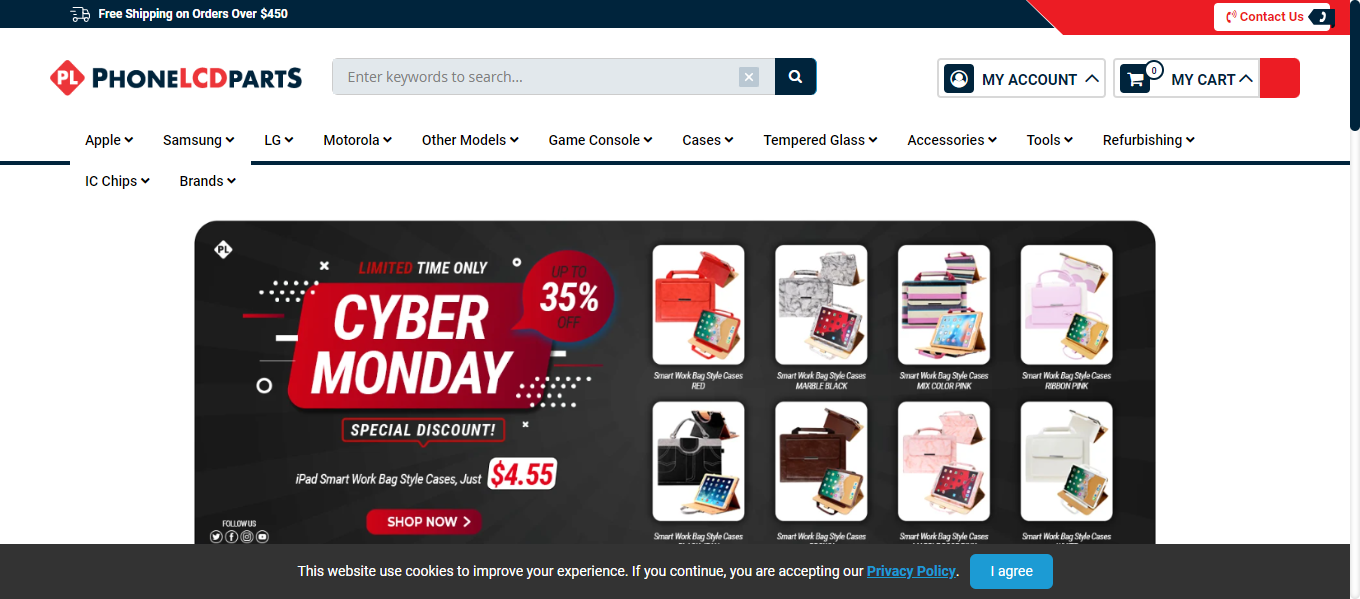 Free Shipping on Orders Over $450
Contact Us
PL PHONELCDPARTS
Enter keywords to search...
MY ACCOUNT
0 MY CART
Apple Samsung LG Motorola Other Models Game Console Cases Tempered Glass Accessories Tools Refurbishing
IC Chips Brands
PL
LIMITED TIME ONLY
UP TO
35%
OFF
CYBER
MONDAY
SPECIAL DISCOUNT!
iPad Smart Work Bag Style Cases, Just $4.55
SHOP NOW
FOLLOW US
Smart Work Bag Style Cases
RED
Smart Work Bag Style Cases
MARBLE BLACK
Smart Work Bag Style Cases
MIX COLOR PINK
Smart Work Bag Style Cases
RIBBON PINK
Smart Work Bag Style Cases
Smart Work Bag Style Cases
Smart Work Bag Style Cases
Smart Work Bag Style Cases
This website use cookies to improve your experience. If you continue, you are accepting our Privacy Policy.
I agree